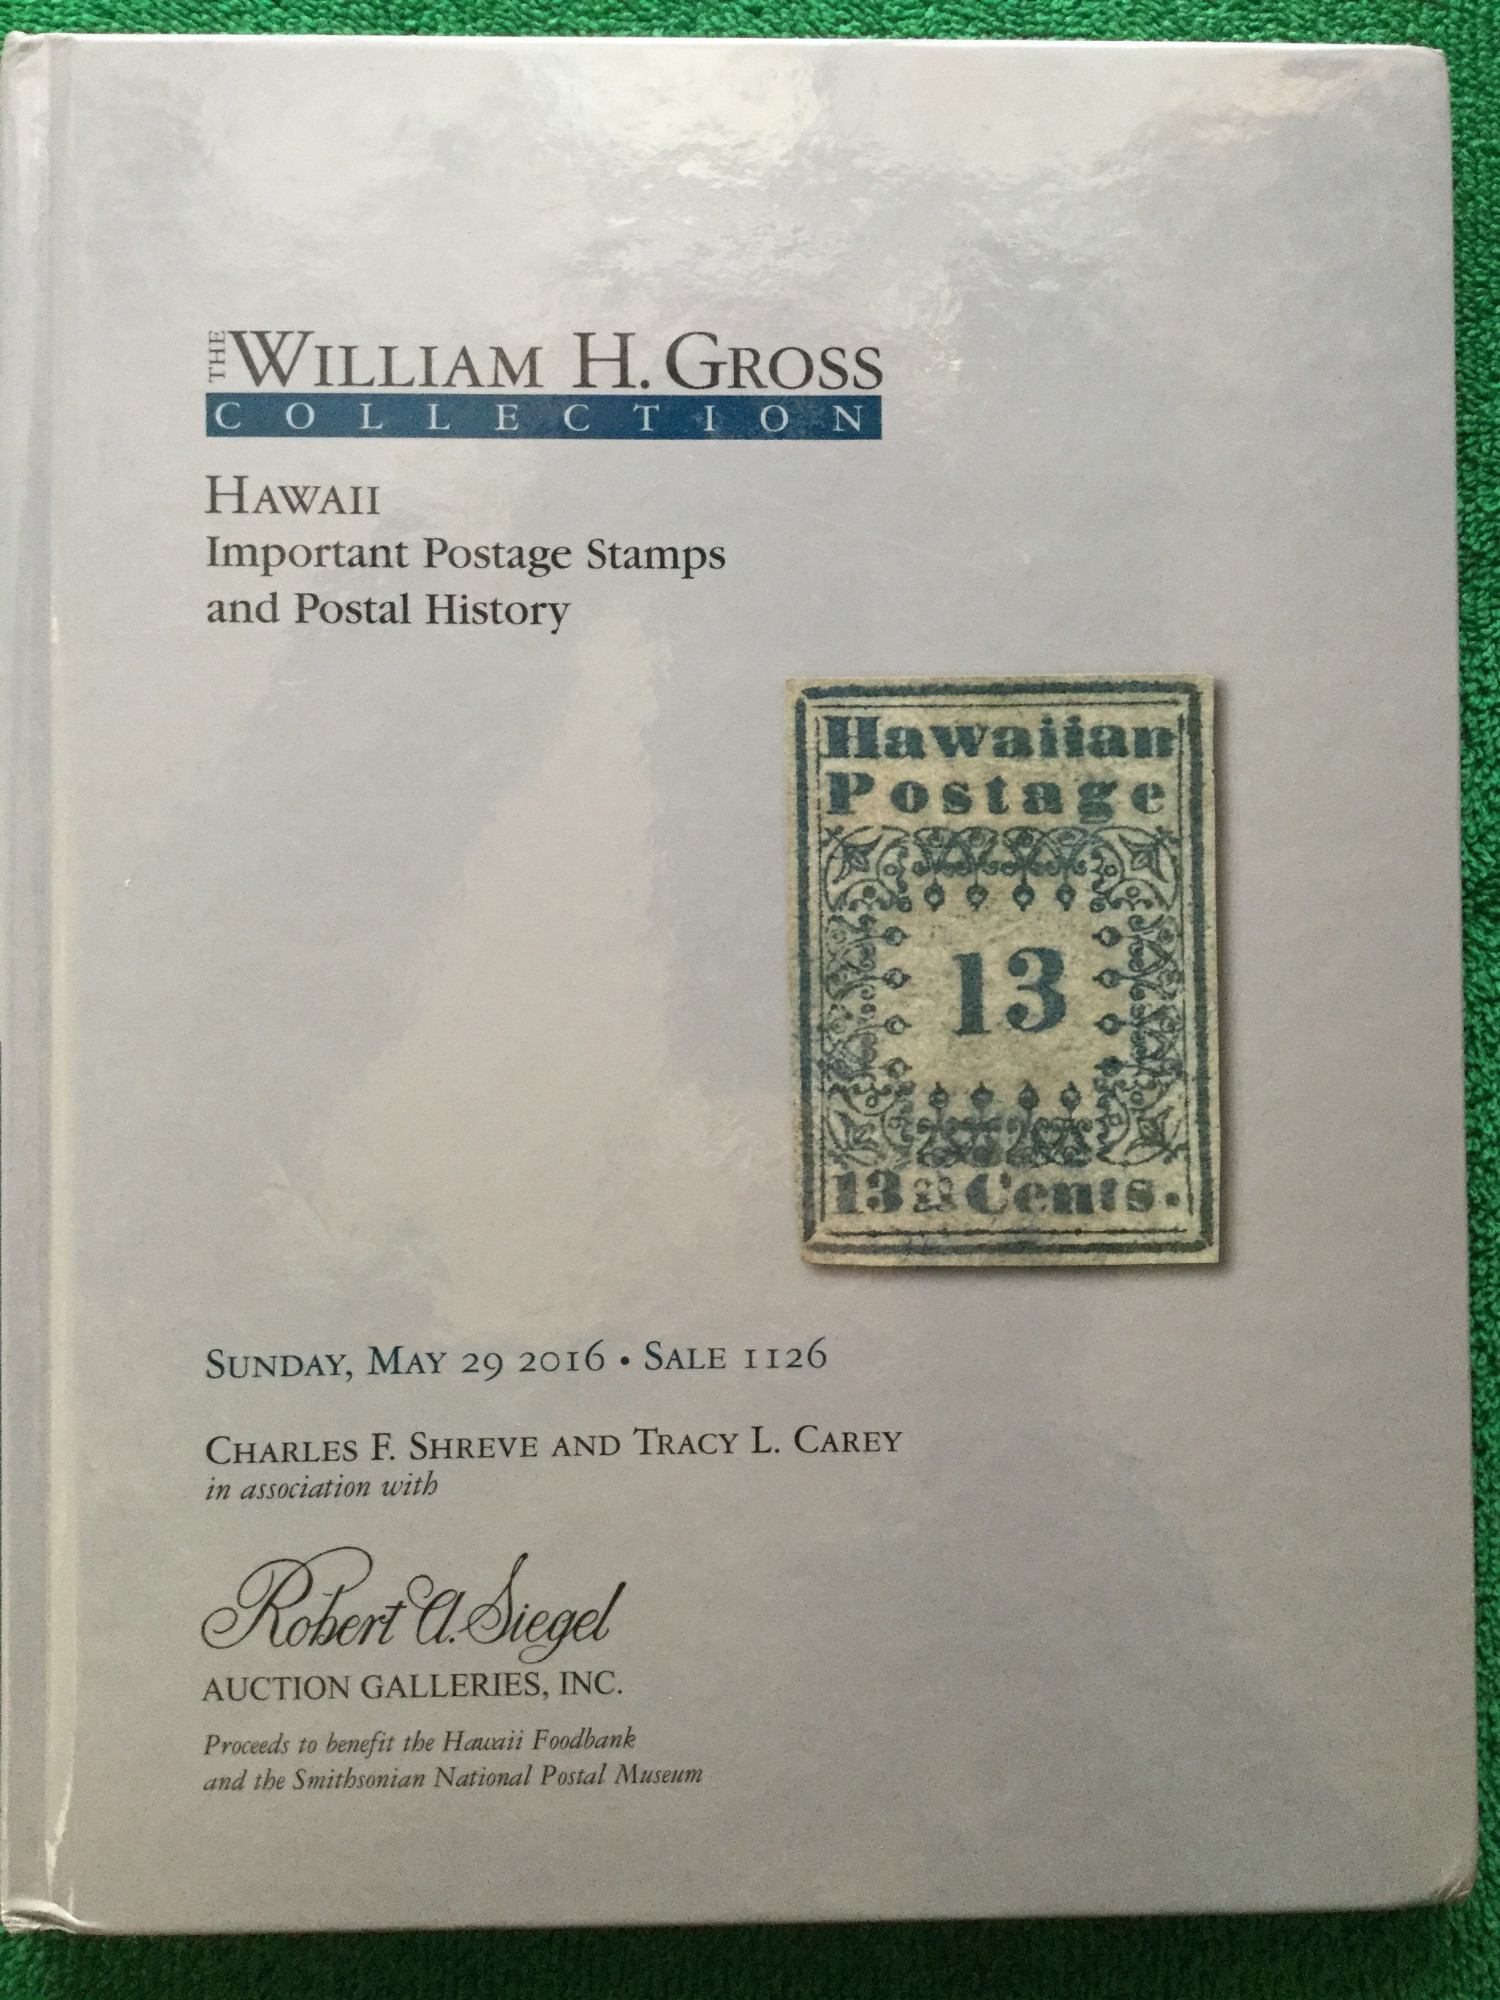 THE WILLIAM H. GROSS
COLLECTION
HAWAII
Important Postage Stamps
and Postal History
Hawaiian
Postage
13
13 Cents.
SUNDAY, MAY 29 2016 • SALE 1126
CHARLES F. SHREVE AND TRACY L. CAREY
in association with
Robert A. Siegel
AUCTION GALLERIES, INC.
Proceeds to benefit the Hawaii Foodbank
and the Smithsonian National Postal Museum